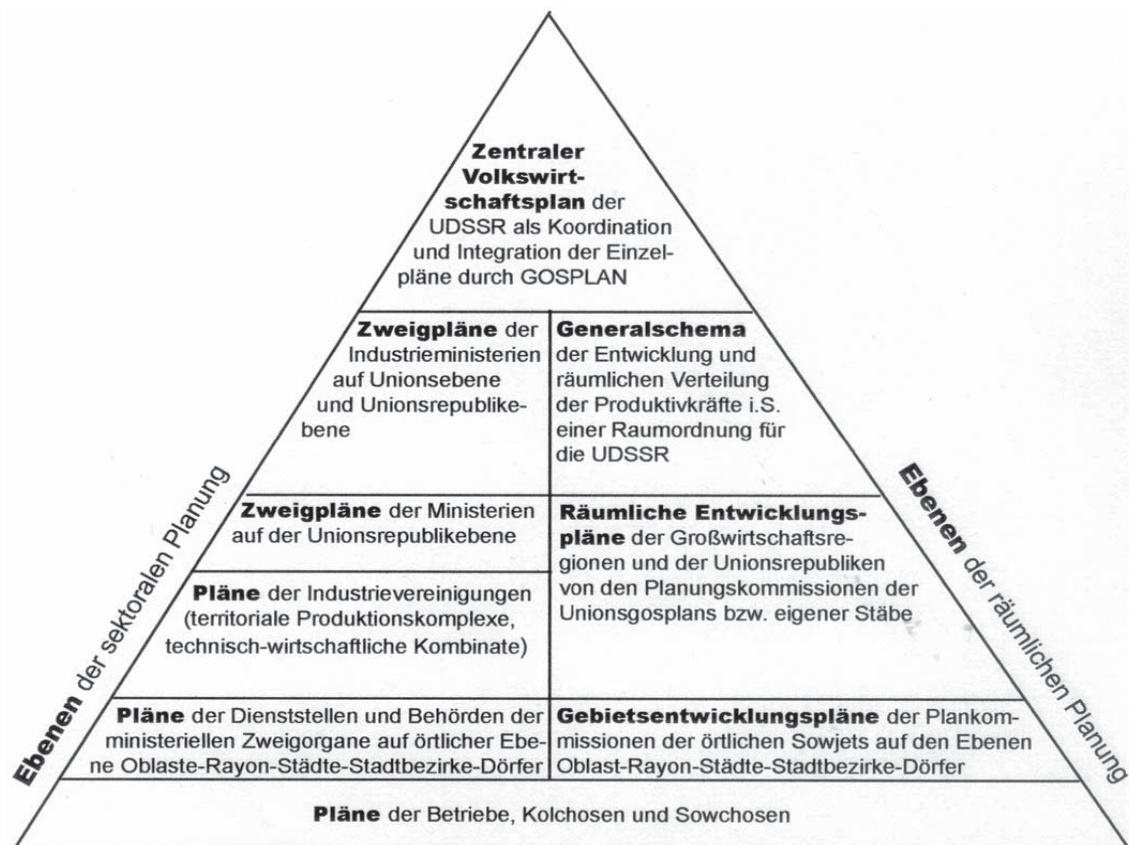 Zentraler
Volkswirt-
schaftsplan der
UDSSR als Koordination
und Integration der Einzel-
pläne durch GOSPLAN
Zweigpläne der
Industrieministerien
auf Unionsebene
und Unionsrepublike-
bene
Generalschema
der Entwicklung und
räumlichen Verteilung
der Produktivkräfte i.S.
einer Raumordnung für
die UDSSR
Zweigpläne der Ministerien
auf der Unionsrepublikebene
Pläne der Industrievereinigungen
(territoriale Produktionskomplexe,
technisch-wirtschaftliche Kombinate)
Räumliche Entwicklungs-
pläne der Großwirtschaftsre-
gionen und der Unionsrepubliken
von den Planungskommissionen der
Unionsgosplans bzw. eigener Stäbe
Pläne der Dienststellen und Behörden der
ministeriellen Zweigorgane auf örtlicher Ebe-
ne Oblaste-Rayon-Städte-Stadtbezirke-Dörfer
Gebietsentwicklungspläne der Plankom-
missionen der örtlichen Sowjets auf den Ebenen
Oblast-Rayon-Städte-Stadtbezirke-Dörfer
Pläne der Betriebe, Kolchosen und Sowchosen
Ebenen der sektoralen Planung
Ebenen der räumlichen Planung